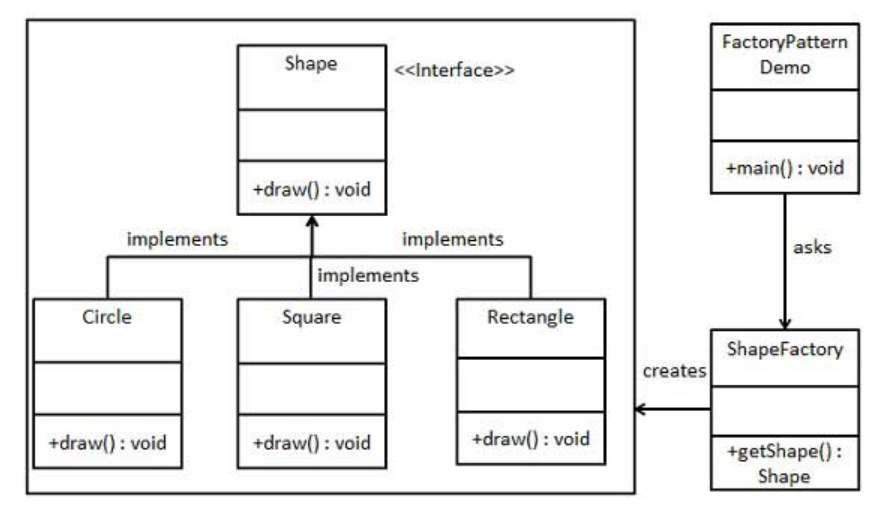 Shape
<<Interface>>
+draw() : void
FactoryPattern
Demo
+main() : void
implements
implements
implements
asks
Circle
+draw() : void
Square
+draw() : void
Rectangle
+draw() : void
creates
ShapeFactory
+getShape() :
Shape